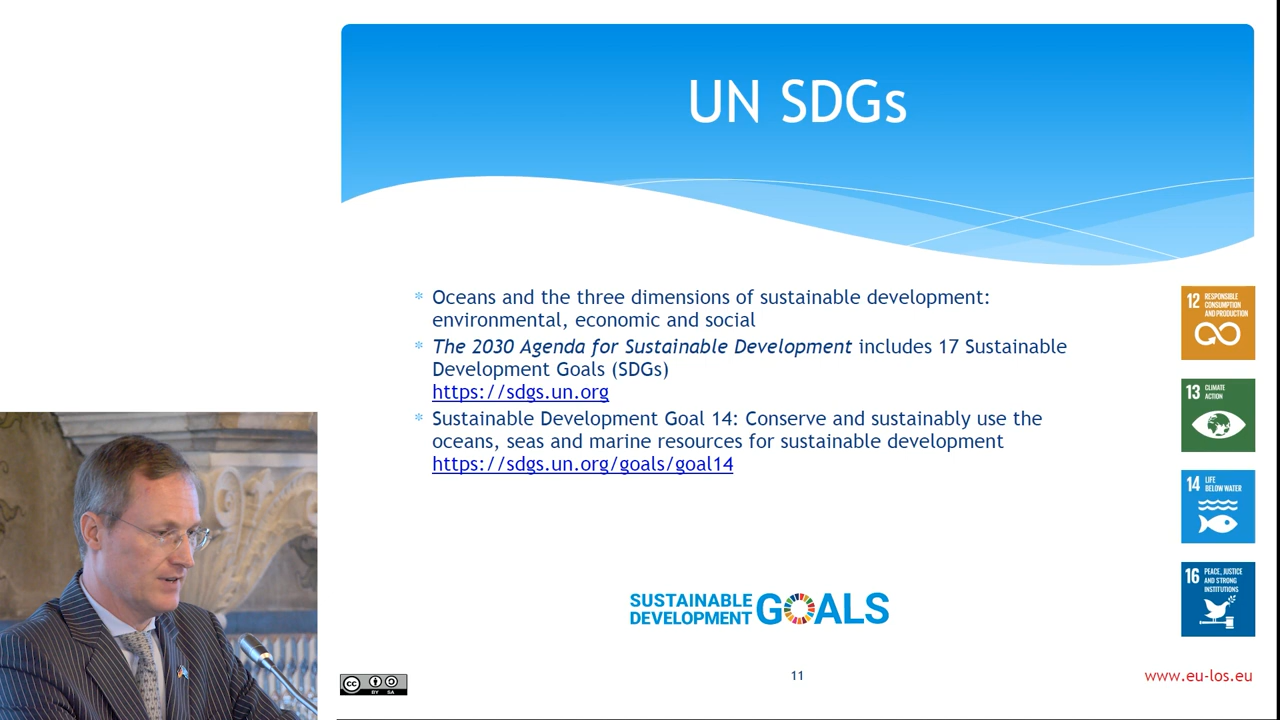 UN SDGs
* Oceans and the three dimensions of sustainable development:
environmental, economic and social
* The 2030 Agenda for Sustainable Development includes 17 Sustainable
Development Goals (SDGs)
https://sdgs.un.org
* Sustainable Development Goal 14: Conserve and sustainably use the
oceans, seas and marine resources for sustainable development
https://sdgs.un.org/goals/goal14
12 RESPONSIBLE
CONSUMPTION
AND PRODUCTION
13 CLIMATE
ACTION
14 LIFE
BELOW WATER
16 PEACE, JUSTICE
AND STRONG
INSTITUTIONS
SUSTAINABLE
DEVELOPMENT
GOALS
cc
BY SA
11
www.eu-los.eu